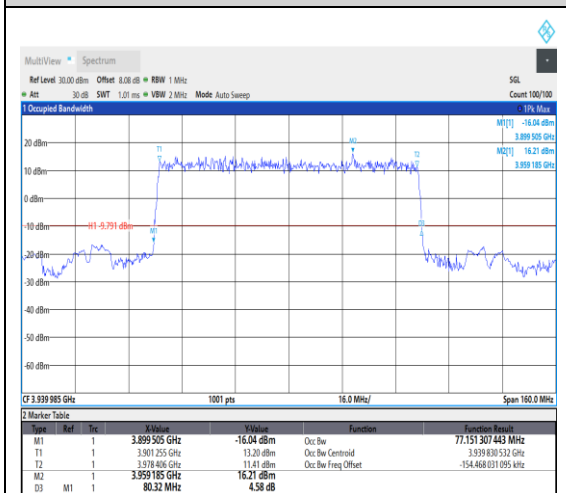 MultiView Spectrum
Ref Level 30.00 dBm Offset 8.08 dB RBW 1 MHz SGL
Att 30 dB SWT 1.01 ms VBW 2 MHz Mode Auto Sweep Count 100/100
1 Occupied Bandwidth 1Pk Max
M1[1] -16.04 dBm
3.899 505 GHz
M2[1] 16.21 dBm
3.959 185 GHz
20 dBm
T1 M2 T2
10 dBm
0 dBm
-10 dBm H1 -9.791 dBm
M1 D3
-20 dBm
-30 dBm
-40 dBm
-50 dBm
-60 dBm
CF 3.939 985 GHz 1001 pts 16.0 MHz/ Span 160.0 MHz
2 Marker Table
Type Ref Trc X-Value Y-Value Function Function Result
M1 1 3.899 505 GHz -16.04 dBm Occ Bw 77.151 307 443 MHz
T1 1 3.901 255 GHz 13.20 dBm Occ Bw Centroid 3.939 830 532 GHz
T2 1 3.978 406 GHz 11.41 dBm Occ Bw Freq Offset -154.468 031 095 kHz
M2 1 3.959 185 GHz 16.21 dBm
D3 M1 1 80.32 MHz 4.58 dB